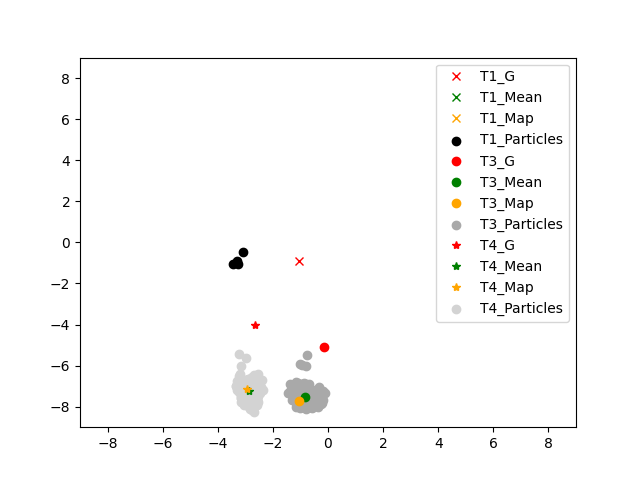 8
6
4
2
0
−2
−4
−6
−8
−8
−6
−4
−2
0
2
4
6
8
T1_G
T1_Mean
T1_Map
T1_Particles
T3_G
T3_Mean
T3_Map
T3_Particles
T4_G
T4_Mean
T4_Map
T4_Particles